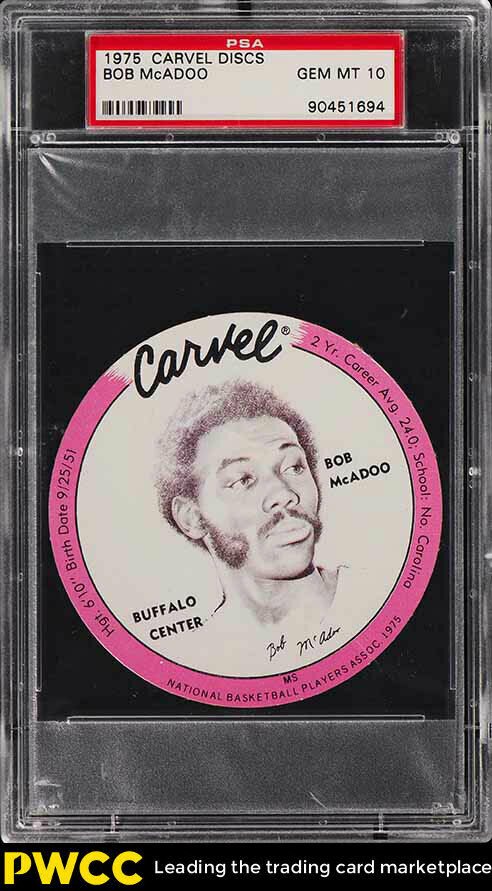 PSA
1975 CARVEL DISCS
BOB McADOO GEM MT 10
90451694
Carvel®
Hgt. 6'10" Birth Date 9/25/51
2 Yr. Career Avg. 24.0; School: No. Carolina
BOB
McADOO
BUFFALO
CENTER
Bob McAdoo
MS
NATIONAL BASKETBALL PLAYERS ASSOC. 1975
PWCC Leading the trading card marketplace